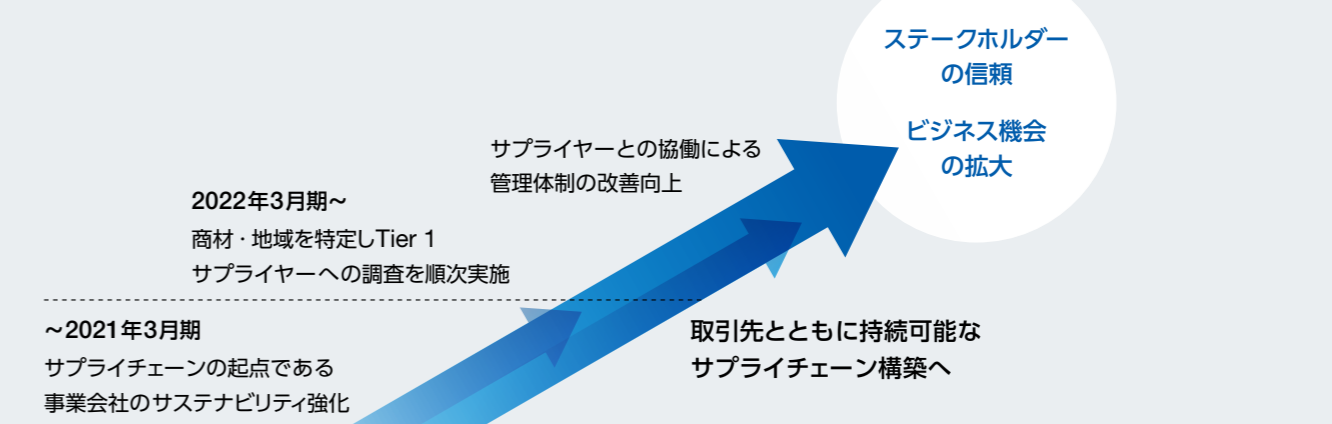 ステークホルダー
の信頼
ビジネス機会
の拡大
サプライヤーとの協働による
管理体制の改善向上
2022年3月期~
商材・地域を特定しTier 1
サプライヤーへの調査を順次実施
~2021年3月期
サプライチェーンの起点である
事業会社のサステナビリティ強化
取引先とともに持続可能な
サプライチェーン構築へ